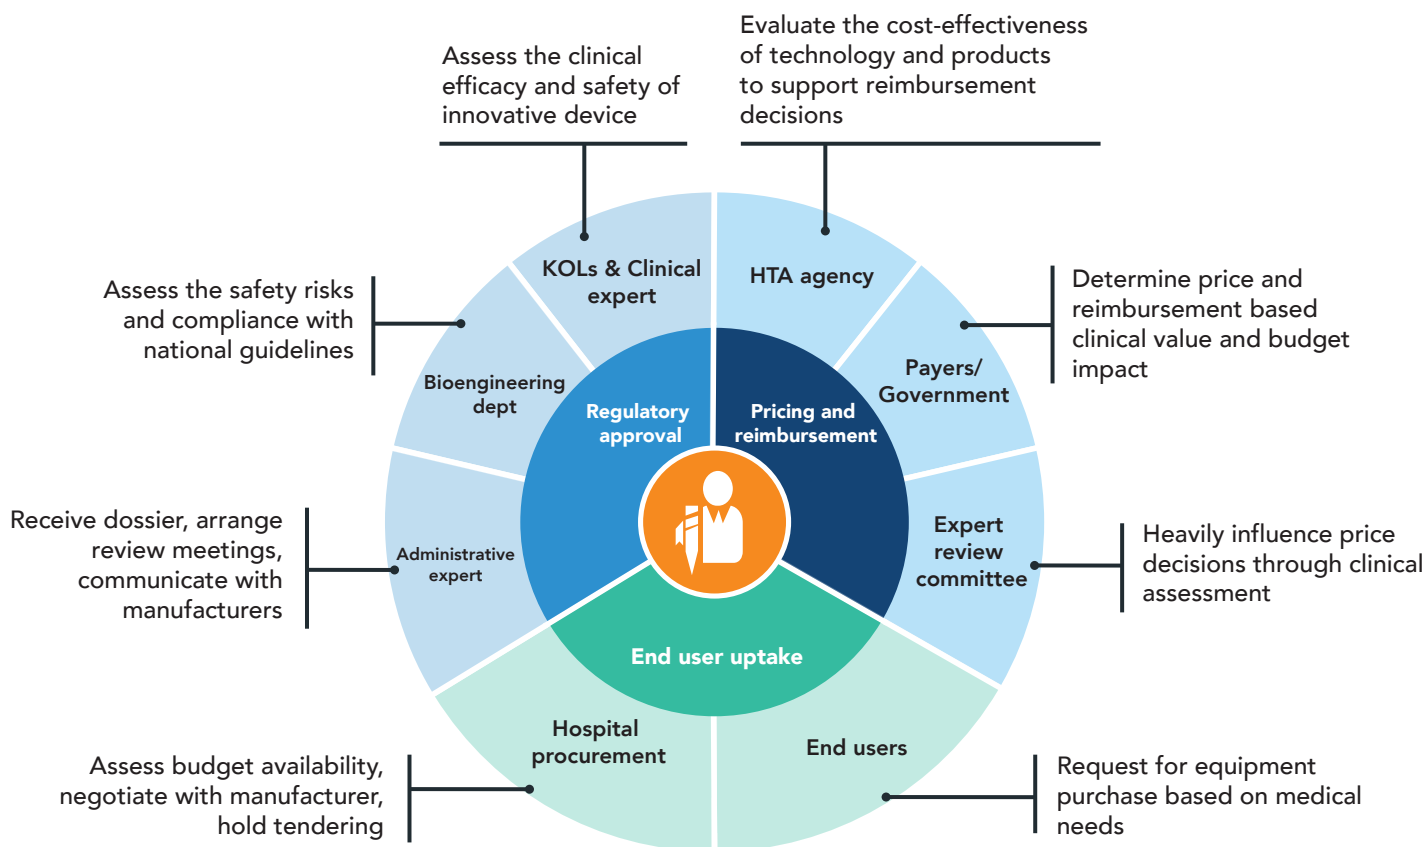 Assess the clinical
efficacy and safety of
innovative device
Evaluate the cost-effectiveness
of technology and products
to support reimbursement
decisions
KOLs & Clinical
expert
HTA agency
Assess the safety risks
and compliance with
national guidelines
Determine price and
reimbursement based
clinical value and budget
impact
Bioengineering
dept
Payers/
Government
Regulatory
approval
Pricing and
reimbursement
Receive dossier, arrange
review meetings,
communicate with
manufacturers
Administrative
expert
Expert
review
committee
Heavily influence price
decisions through clinical
assessment
End user uptake
Hospital
procurement
End users
Assess budget availability,
negotiate with manufacturer,
hold tendering
Request for equipment
purchase based on medical
needs